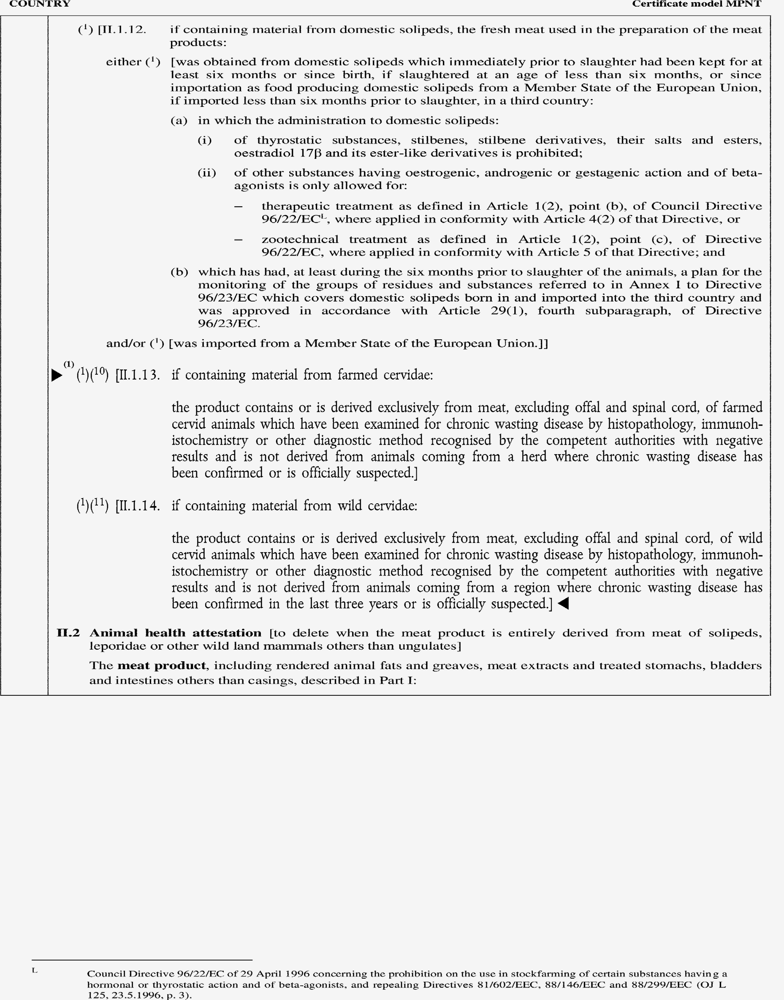 COUNTRY Certificate model MPNT
(¹) [II.1.12. if containing material from domestic solipeds, the fresh meat used in the preparation of the meat
products:
either (¹) [was obtained from domestic solipeds which immediately prior to slaughter had been kept for at
least six months or since birth, if slaughtered at an age of less than six months, or since
importation as food producing domestic solipeds from a Member State of the European Union,
if imported less than six months prior to slaughter, in a third country:
(a) in which the administration to domestic solipeds:
(i) of thyrostatic substances, stilbenes, stilbene derivatives, their salts and esters,
oestradiol 17β and its ester-like derivatives is prohibited;
(ii) of other substances having oestrogenic, androgenic or gestagenic action and of beta-
agonists is only allowed for:
– therapeutic treatment as defined in Article 1(2), point (b), of Council Directive
96/22/ECᴸ, where applied in conformity with Article 4(2) of that Directive, or
– zootechnical treatment as defined in Article 1(2), point (c), of Directive
96/22/EC, where applied in conformity with Article 5 of that Directive; and
(b) which has had, at least during the six months prior to slaughter of the animals, a plan for the
monitoring of the groups of residues and substances referred to in Annex I to Directive
96/23/EC which covers domestic solipeds born in and imported into the third country and
was approved in accordance with Article 29(1), fourth subparagraph, of Directive
96/23/EC.
and/or (¹) [was imported from a Member State of the European Union.]]
▶ (1) (¹)(¹⁰) [II.1.13. if containing material from farmed cervidae:
the product contains or is derived exclusively from meat, excluding offal and spinal cord, of farmed
cervid animals which have been examined for chronic wasting disease by histopathology, immunoh-
istochemistry or other diagnostic method recognised by the competent authorities with negative
results and is not derived from animals coming from a herd where chronic wasting disease has
been confirmed or is officially suspected.]
(¹)(¹¹) [II.1.14. if containing material from wild cervidae:
the product contains or is derived exclusively from meat, excluding offal and spinal cord, of wild
cervid animals which have been examined for chronic wasting disease by histopathology, immunoh-
istochemistry or other diagnostic method recognised by the competent authorities with negative
results and is not derived from animals coming from a region where chronic wasting disease has
been confirmed in the last three years or is officially suspected.] ◀
II.2 Animal health attestation [to delete when the meat product is entirely derived from meat of solipeds,
leporidae or other wild land mammals others than ungulates]
The meat product, including rendered animal fats and greaves, meat extracts and treated stomachs, bladders
and intestines others than casings, described in Part I:
L Council Directive 96/22/EC of 29 April 1996 concerning the prohibition on the use in stockfarming of certain substances having a
hormonal or thyrostatic action and of beta-agonists, and repealing Directives 81/602/EEC, 88/146/EEC and 88/299/EEC (OJ L
125, 23.5.1996, p. 3).